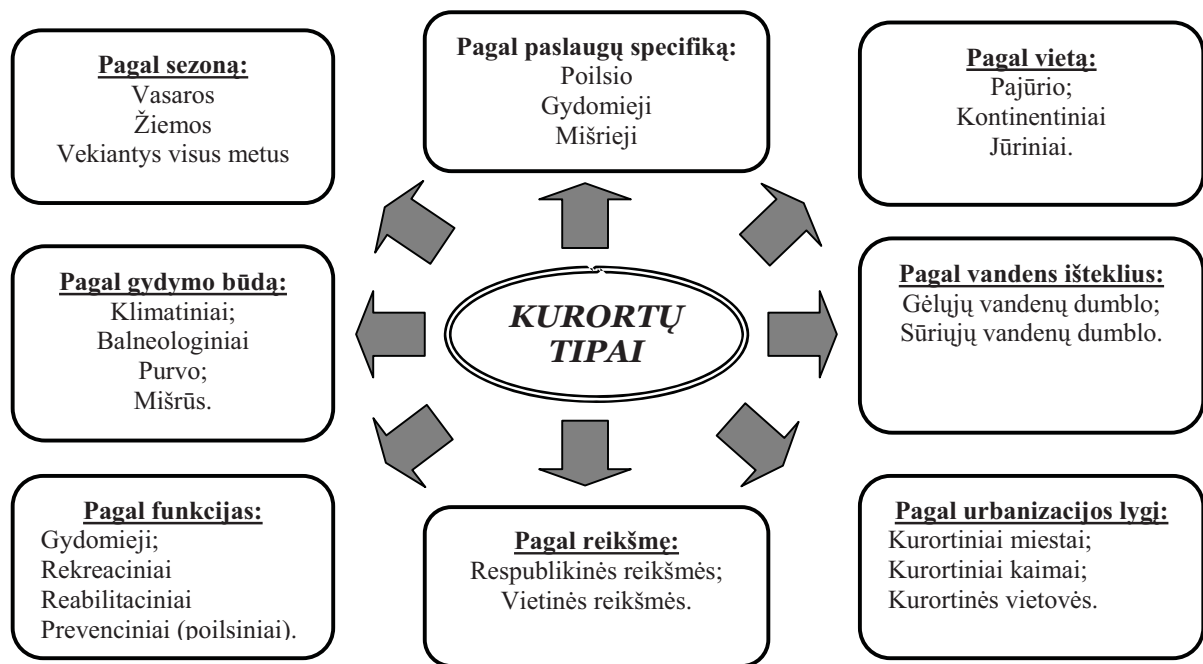 Pagal sezoną:
Vasaros
Žiemos
Vekiantys visus metus
Pagal paslaugų specifiką:
Poilsio
Gydomieji
Mišrieji
Pagal vietą:
Pajūrio;
Kontinentiniai
Jūriniai.
Pagal gydymo būdą:
Klimatiniai;
Balneologiniai
Purvo;
Mišrūs.
KURORTŲ
TIPAI
Pagal vandens išteklius:
Gėlųjų vandenų dumblo;
Sūriųjų vandenų dumblo.
Pagal funkcijas:
Gydomieji;
Rekreaciniai
Reabilitaciniai
Prevenciniai (poilsiniai).
Pagal reikšmę:
Respublikinės reikšmės;
Vietinės reikšmės.
Pagal urbanizacijos lygį:
Kurortiniai miestai;
Kurortiniai kaimai;
Kurortinės vietovės.